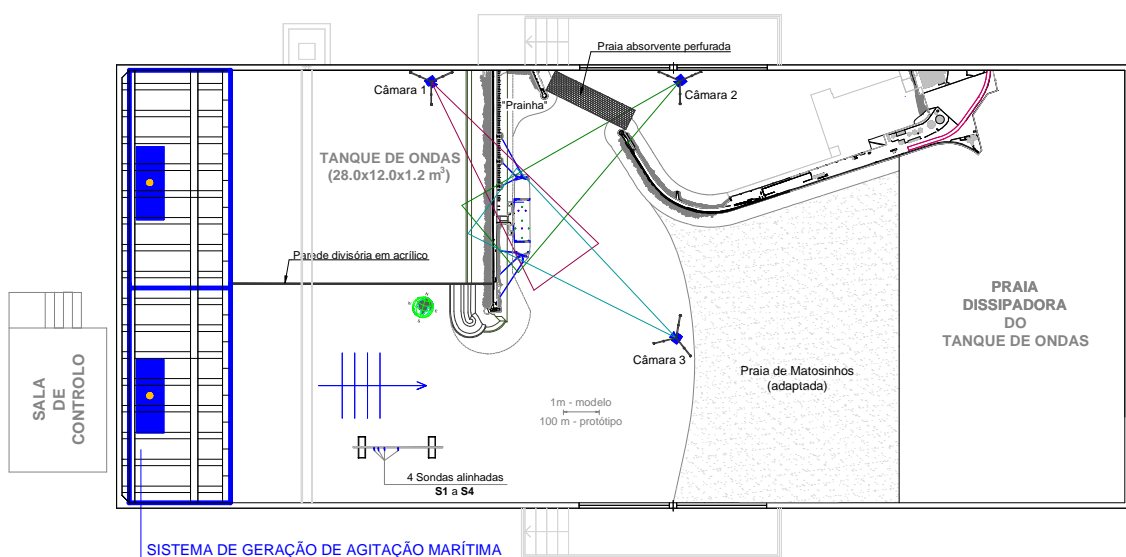 Praia absorvente perfurada
Câmara 1
"Prainha"
Câmara 2
TANQUE DE ONDAS
(28.0x12.0x1.2 m³)
Parede divisória em acrílico
PRAIA
DISSIPADORA
DO
TANQUE DE ONDAS
SALA
DE
CONTROLO
Câmara 3
Praia de Matosinhos
(adaptada)
1m - modelo
100 m - protótipo
4 Sondas alinhadas
S1 a S4
SISTEMA DE GERAÇÃO DE AGITAÇÃO MARÍTIMA